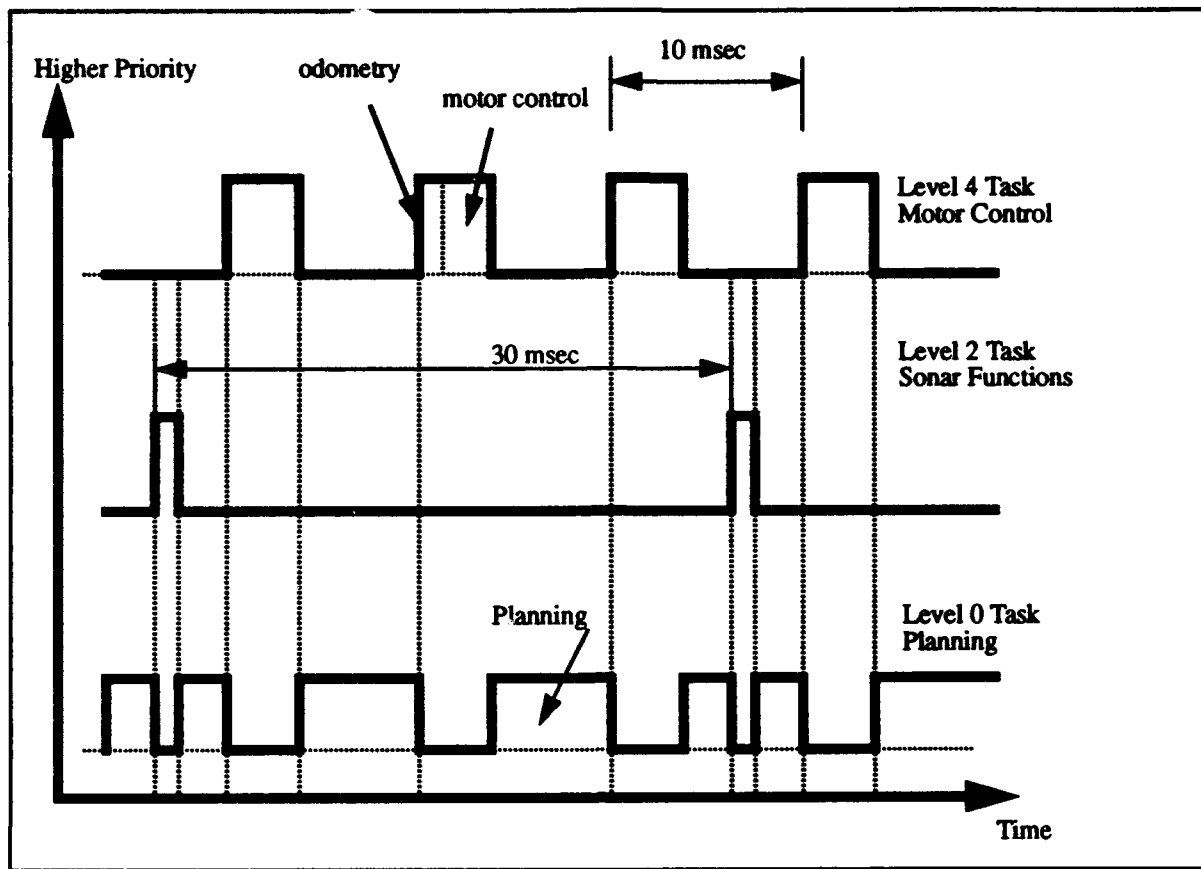 Higher Priority
odometry
motor control
10 msec
Level 4 Task
Motor Control
30 msec
Level 2 Task
Sonar Functions
Planning
Level 0 Task
Planning
Time